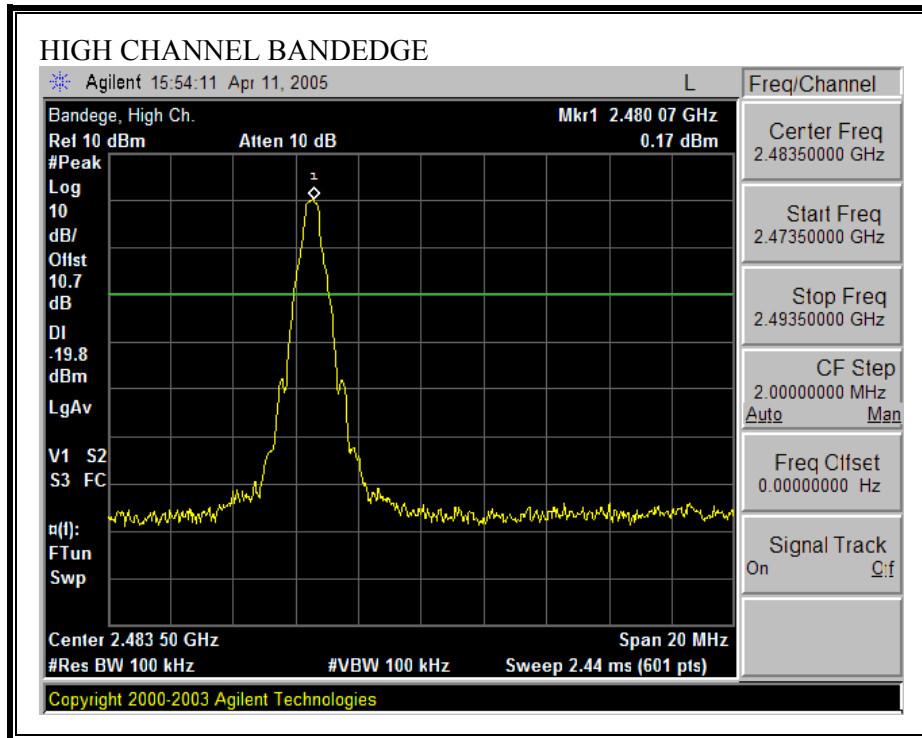 HIGH CHANNEL BANDEDGE
Agilent 15:54:11 Apr 11, 2005 L
Freq/Channel
Bandege, High Ch. Mkr1 2.480 07 GHz
Ref 10 dBm Atten 10 dB 0.17 dBm
#Peak
Log
10
dB/
Offst
10.7
dB
DI
-19.8
dBm
LgAv
V1 S2
S3 FC
¤(f):
FTun
Swp
1
Center 2.483 50 GHz Span 20 MHz
#Res BW 100 kHz #VBW 100 kHz Sweep 2.44 ms (601 pts)
Copyright 2000-2003 Agilent Technologies
Center Freq
2.48350000 GHz
Start Freq
2.47350000 GHz
Stop Freq
2.49350000 GHz
CF Step
2.00000000 MHz
Auto Man
Freq Offset
0.00000000 Hz
Signal Track
On Off